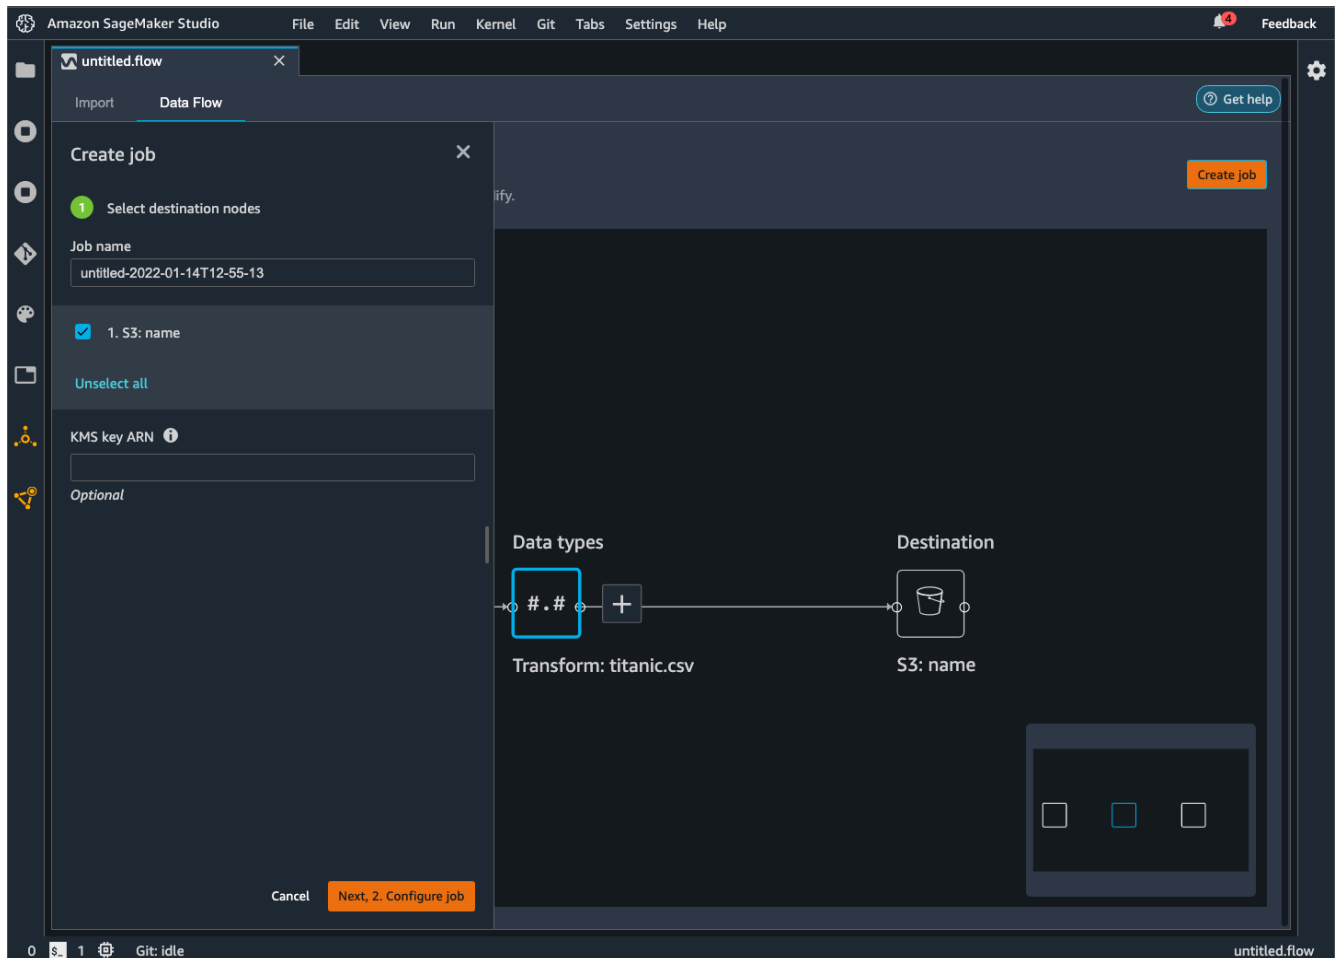 Amazon SageMaker Studio File Edit View Run Kernel Git Tabs Settings Help 4 Feedback
untitled.flow
Import Data Flow
Get help
Create job
Create job
ify.
1 Select destination nodes
Job name
untitled-2022-01-14T12-55-13
1. S3: name
Unselect all
KMS key ARN
Optional
Data types
Destination
#.#
Transform: titanic.csv
S3: name
Cancel
Next, 2. Configure job
0 $_ 1 Git: idle untitled.flow